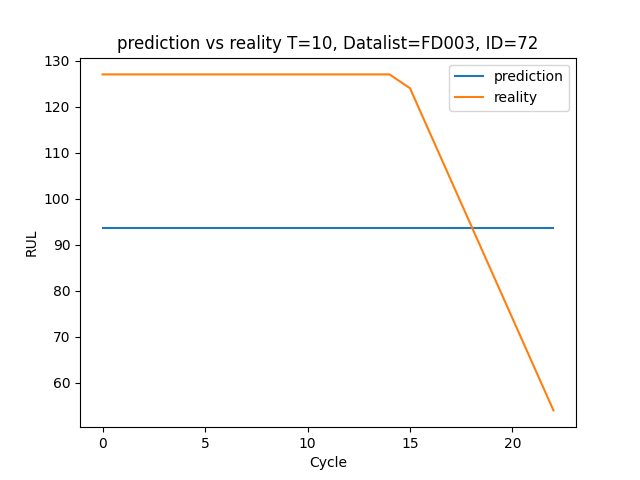 prediction vs reality T=10, Datalist=FD003, ID=72
prediction
reality
130
120
110
100
90
80
70
60
RUL
0
5
10
15
20
Cycle